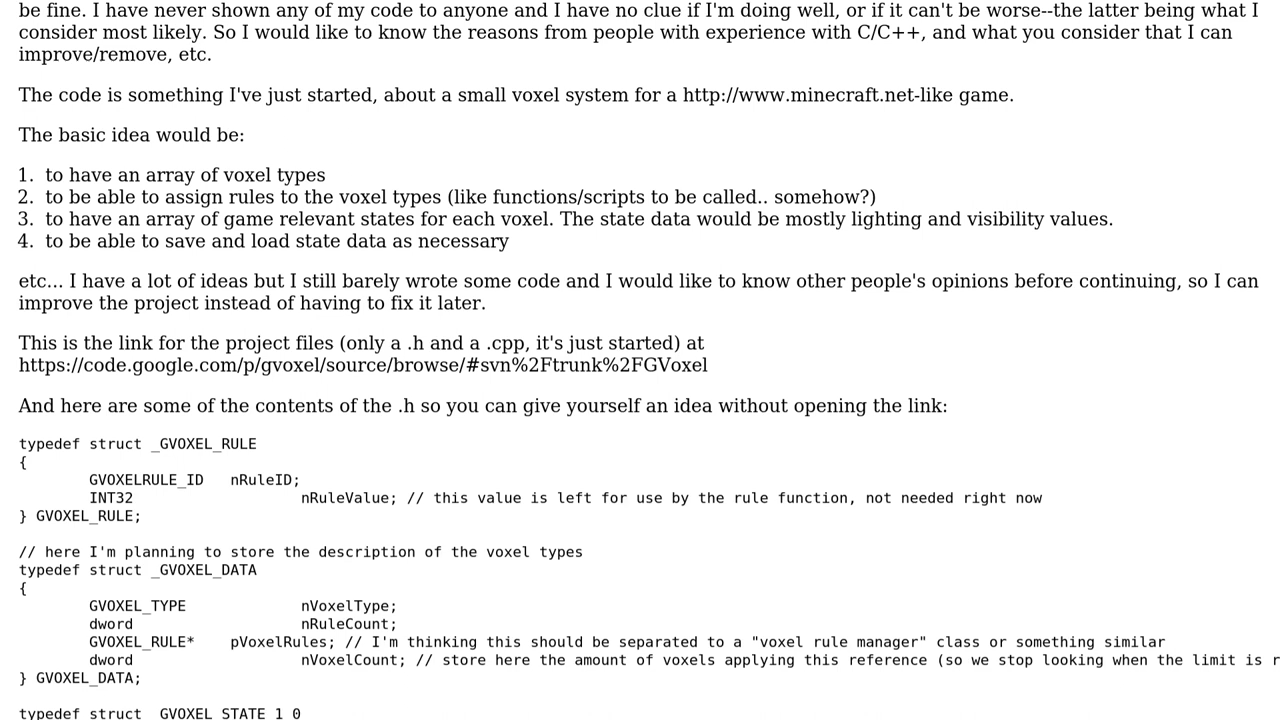 be fine. I have never shown any of my code to anyone and I have no clue if I'm doing well, or if it can't be worse--the latter being what I
consider most likely. So I would like to know the reasons from people with experience with C/C++, and what you consider that I can
improve/remove, etc.
The code is something I've just started, about a small voxel system for a http://www.minecraft.net-like game.
The basic idea would be:
1. to have an array of voxel types
2. to be able to assign rules to the voxel types (like functions/scripts to be called.. somehow?)
3. to have an array of game relevant states for each voxel. The state data would be mostly lighting and visibility values.
4. to be able to save and load state data as necessary
etc... I have a lot of ideas but I still barely wrote some code and I would like to know other people's opinions before continuing, so I can
improve the project instead of having to fix it later.
This is the link for the project files (only a .h and a .cpp, it's just started) at
https://code.google.com/p/gvoxel/source/browse/#svn%2Ftrunk%2FGVoxel
And here are some of the contents of the .h so you can give yourself an idea without opening the link:
typedef struct _GVOXEL_RULE
{
        GVOXELRULE_ID   nRuleID;
        INT32                   nRuleValue; // this value is left for use by the rule function, not needed right now
} GVOXEL_RULE;
// here I'm planning to store the description of the voxel types
typedef struct _GVOXEL_DATA
{
        GVOXEL_TYPE             nVoxelType;
        dword                   nRuleCount;
        GVOXEL_RULE*    pVoxelRules; // I'm thinking this should be separated to a "voxel rule manager" class or something similar
        dword                   nVoxelCount; // store here the amount of voxels applying this reference (so we stop looking when the limit is r
} GVOXEL_DATA;
typedef struct _GVOXEL_STATE_1_0